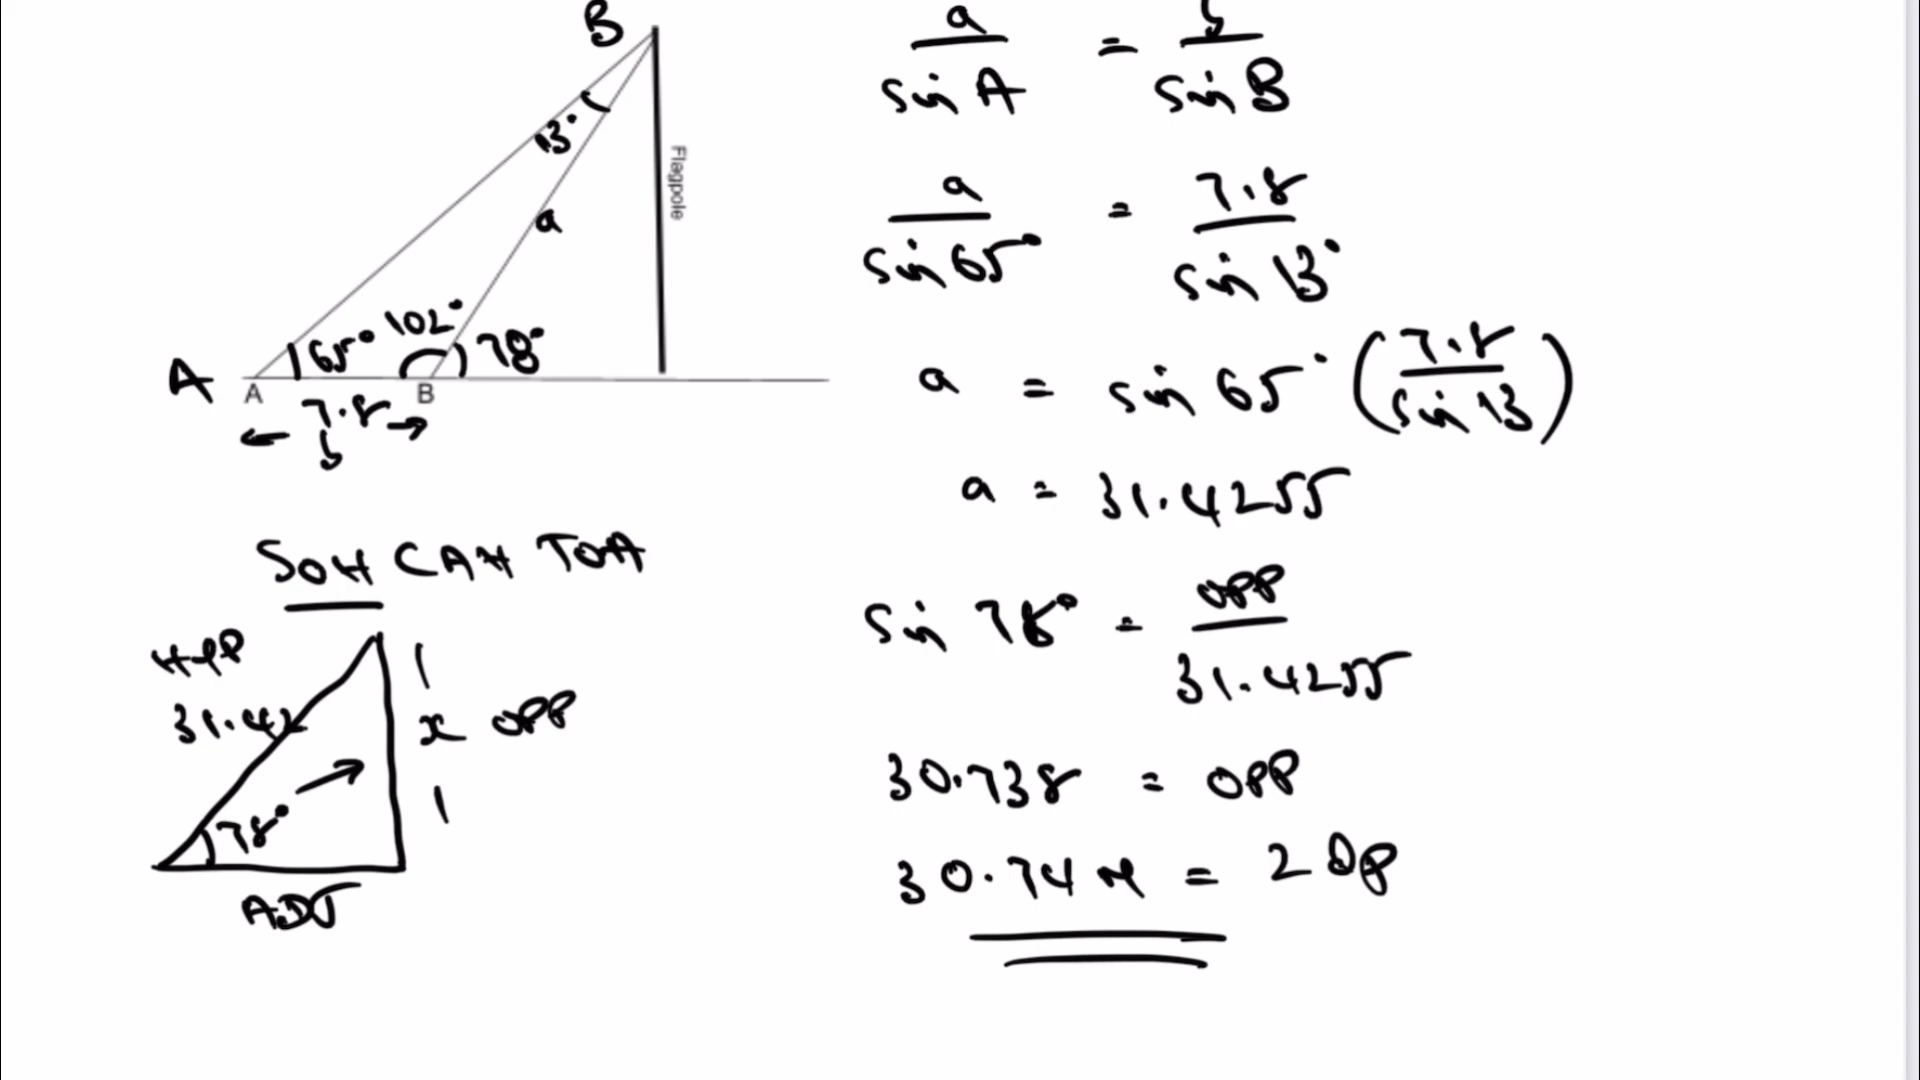 B
13°
Flagpole
a
65° 102° 78°
A A B
7.8
b
SOH CAH TOA
HYP
31.42
x OPP
78°
ADJ
a/sin A = b/sin B
a/sin 65° = 7.8/sin 13°
a = sin 65° (7.8/sin 13)
a = 31.4255
sin 78° = OPP/31.4255
30.738 = OPP
30.74 m = 2 DP